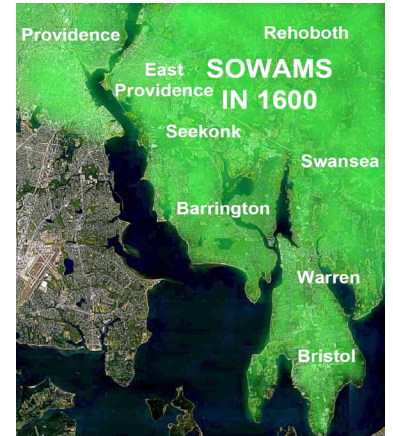 Providence
Rehoboth
East
Providence
SOWAMS
IN 1600
Seekonk
Swansea
Barrington
Warren
Bristol